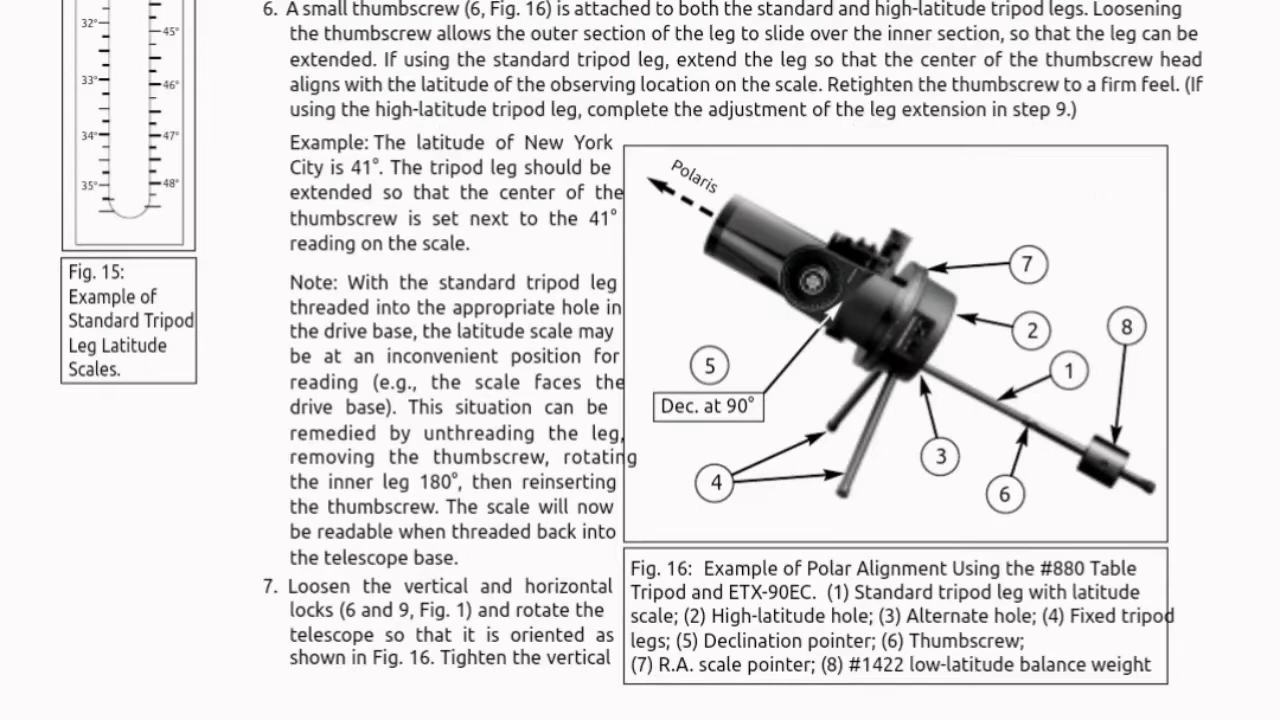 32°
45°
33°
46°
34°
47°
35°
48°
Fig. 15:
Example of
Standard Tripod
Leg Latitude
Scales.
6. A small thumbscrew (6, Fig. 16) is attached to both the standard and high-latitude tripod legs. Loosening
the thumbscrew allows the outer section of the leg to slide over the inner section, so that the leg can be
extended. If using the standard tripod leg, extend the leg so that the center of the thumbscrew head
aligns with the latitude of the observing location on the scale. Retighten the thumbscrew to a firm feel. (If
using the high-latitude tripod leg, complete the adjustment of the leg extension in step 9.)
Example: The latitude of New York
City is 41°. The tripod leg should be
extended so that the center of the
thumbscrew is set next to the 41°
reading on the scale.
Note: With the standard tripod leg
threaded into the appropriate hole in
the drive base, the latitude scale may
be at an inconvenient position for
reading (e.g., the scale faces the
drive base). This situation can be
remedied by unthreading the leg,
removing the thumbscrew, rotating
the inner leg 180°, then reinserting
the thumbscrew. The scale will now
be readable when threaded back into
the telescope base.
7. Loosen the vertical and horizontal
locks (6 and 9, Fig. 1) and rotate the
telescope so that it is oriented as
shown in Fig. 16. Tighten the vertical
Polaris
7
2
8
1
5
Dec. at 90°
3
4
6
Fig. 16: Example of Polar Alignment Using the #880 Table
Tripod and ETX-90EC. (1) Standard tripod leg with latitude
scale; (2) High-latitude hole; (3) Alternate hole; (4) Fixed tripod
legs; (5) Declination pointer; (6) Thumbscrew;
(7) R.A. scale pointer; (8) #1422 low-latitude balance weight